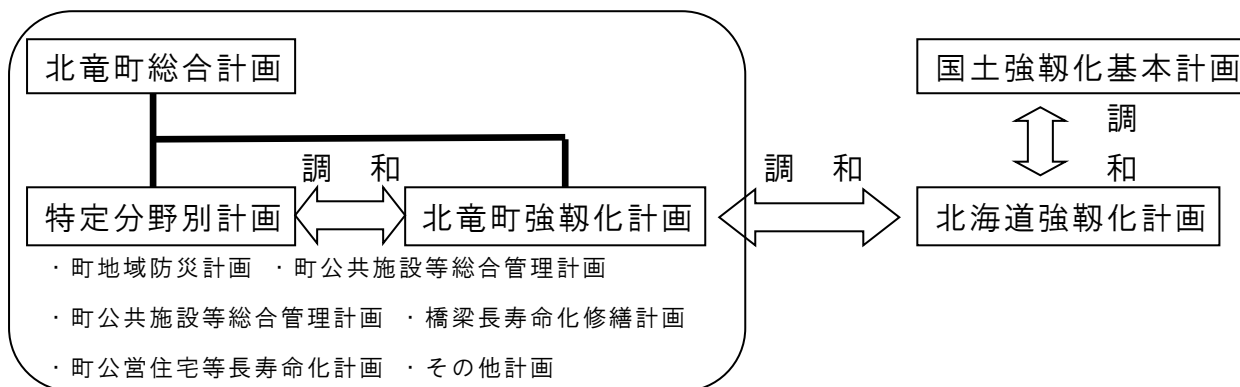 北竜町総合計画
国土強靱化基本計画
調和
調　和
調　和
特定分野別計画
北竜町強靱化計画
北海道強靱化計画
・町地域防災計画　・町公共施設等総合管理計画
・町公共施設等総合管理計画　・橋梁長寿命化修繕計画
・町公営住宅等長寿命化計画　・その他計画